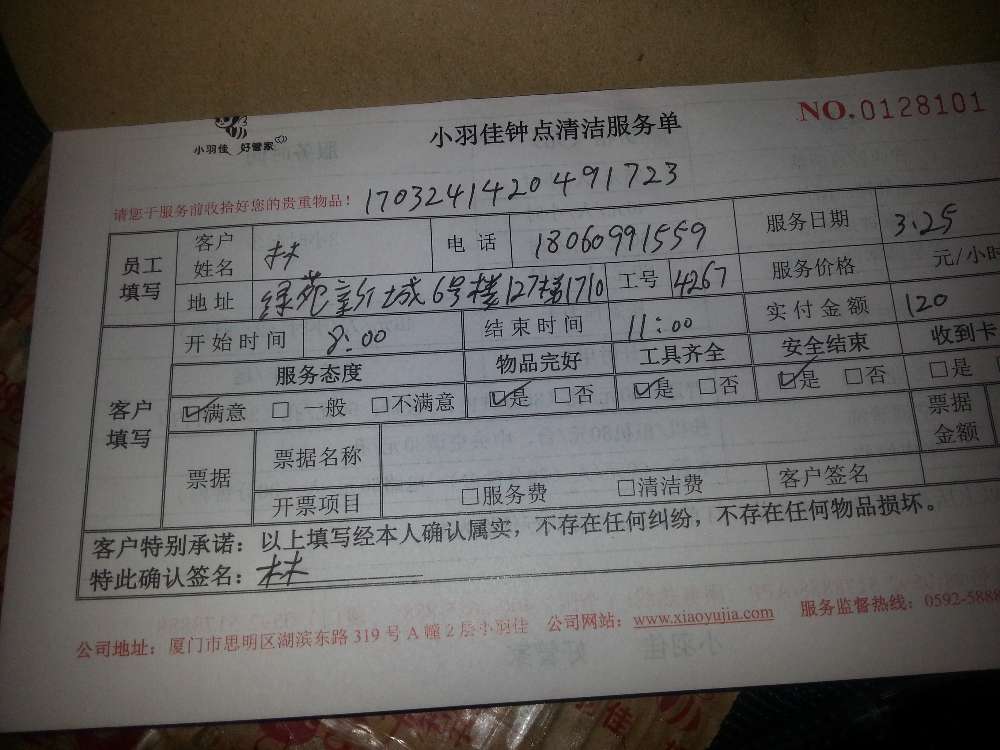 小羽佳 好管家
小羽佳钟点清洁服务单
NO.0128101
请您于服务前收拾好您的贵重物品！ 1703241420491723
员工填写 客户姓名 林 电话 18060991559 服务日期 3.25
地址 绿苑新城6号楼127梯1710 工号 4267 服务价格 元/小时
客户填写 开始时间 8:00 结束时间 11:00 实付金额 120
服务态度 物品完好 工具齐全 安全结束 收到卡
☑满意 □一般 □不满意 ☑是 □否 ☑是 □否 ☑是 □否 □是
票据 票据名称 票据金额
开票项目 □服务费 □清洁费 客户签名
客户特别承诺：以上填写经本人确认属实，不存在任何纠纷，不存在任何物品损坏。
特此确认签名：林
公司地址：厦门市思明区湖滨东路319号A幢2层小羽佳 公司网站：www.xiaoyujia.com 服务监督热线：0592-5888